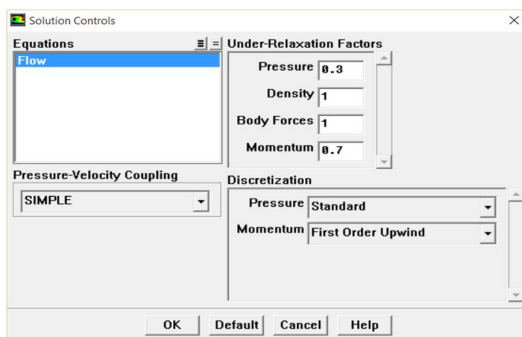 Solution Controls
Equations
Flow
Under-Relaxation Factors
Pressure 0.3
Density 1
Body Forces 1
Momentum 0.7
Pressure-Velocity Coupling
SIMPLE
Discretization
Pressure Standard
Momentum First Order Upwind
OK Default Cancel Help